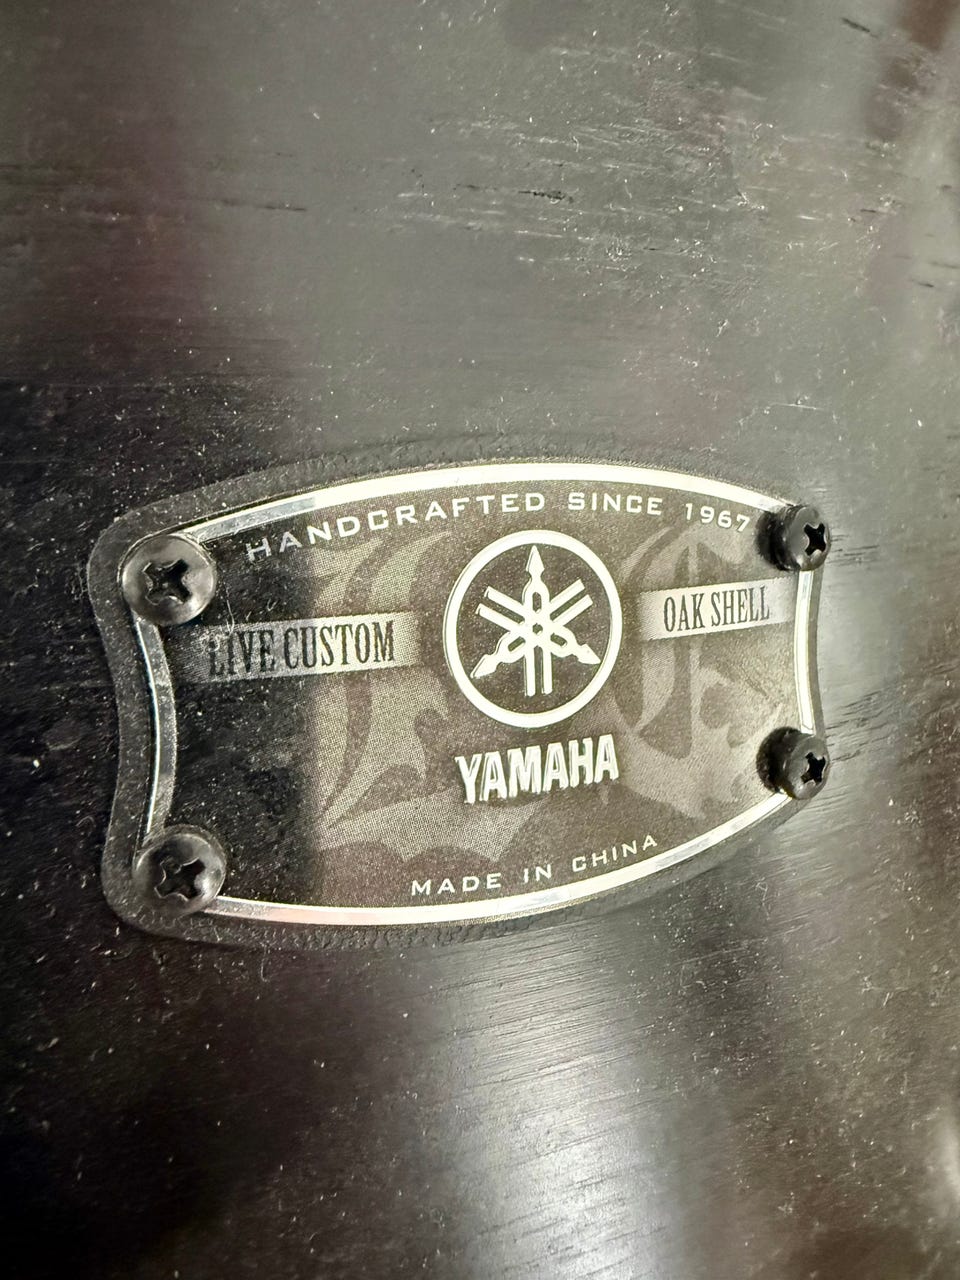 HANDCRAFTED SINCE 1967
LIVE CUSTOM
OAK SHELL
YAMAHA
MADE IN CHINA